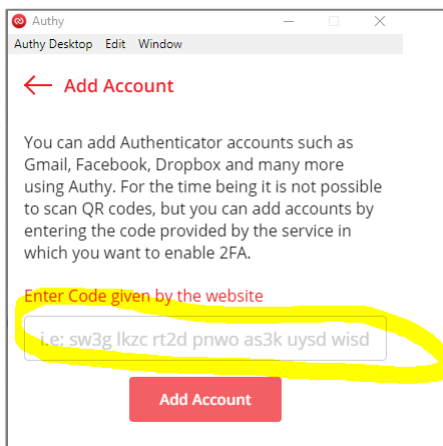 Authy
Authy Desktop Edit Window
Add Account
You can add Authenticator accounts such as
Gmail, Facebook, Dropbox and many more
using Authy. For the time being it is not possible
to scan QR codes, but you can add accounts by
entering the code provided by the service in
which you want to enable 2FA.
Enter Code given by the website
i.e; sw3g lkzc rt2d pnwo as3k uysd wisd
Add Account